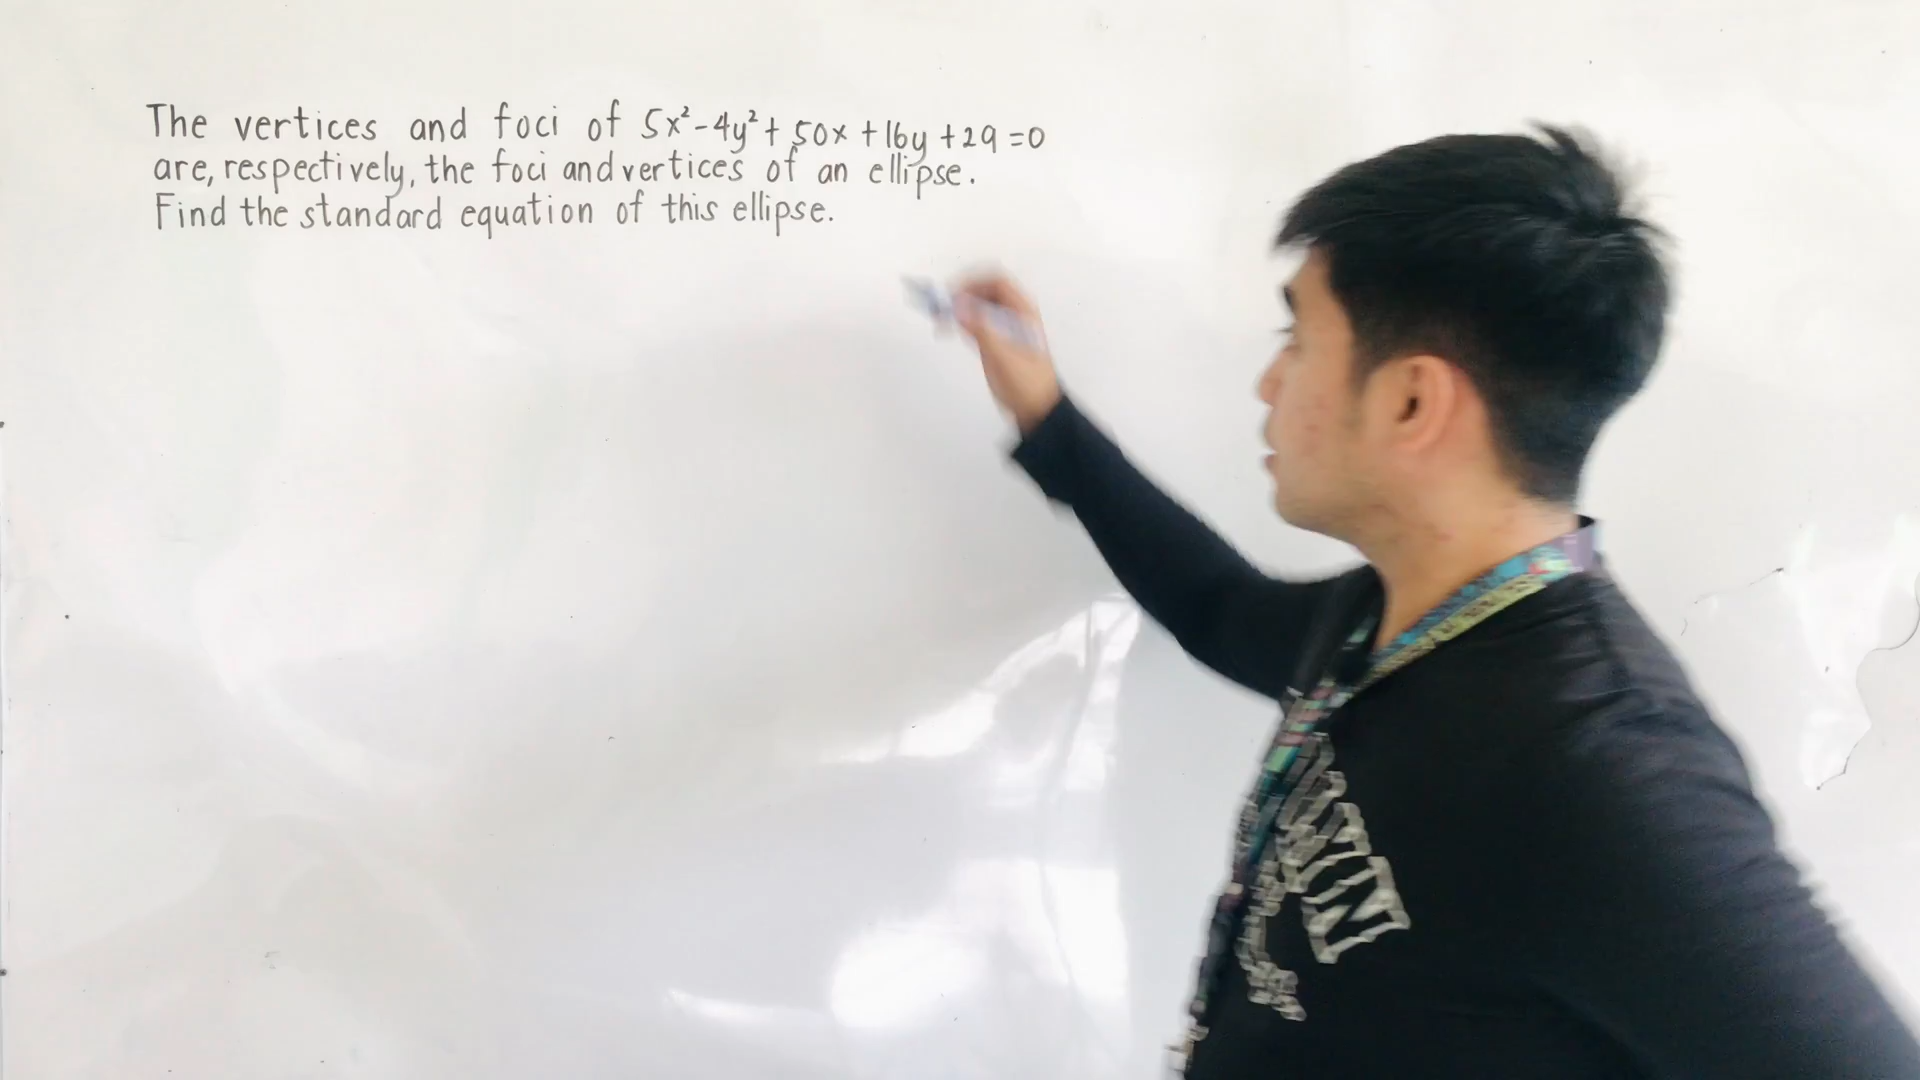 The vertices and foci of 5x²-4y²+50x+16y+29=0
are, respectively, the foci and vertices of an ellipse.
Find the standard equation of this ellipse.